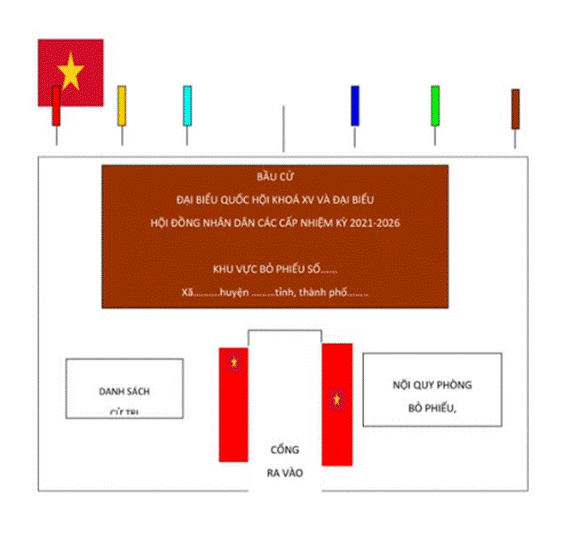 BẦU CỬ
ĐẠI BIỂU QUỐC HỘI KHOÁ XV VÀ ĐẠI BIỂU
HỘI ĐỒNG NHÂN DÂN CÁC CẤP NHIỆM KỲ 2021-2026
KHU VỰC BỎ PHIẾU SỐ......
Xã..........huyện .........tỉnh, thành phố........
DANH SÁCH
CỬ TRI
NỘI QUY PHÒNG
BỎ PHIẾU,
CỔNG
RA VÀO